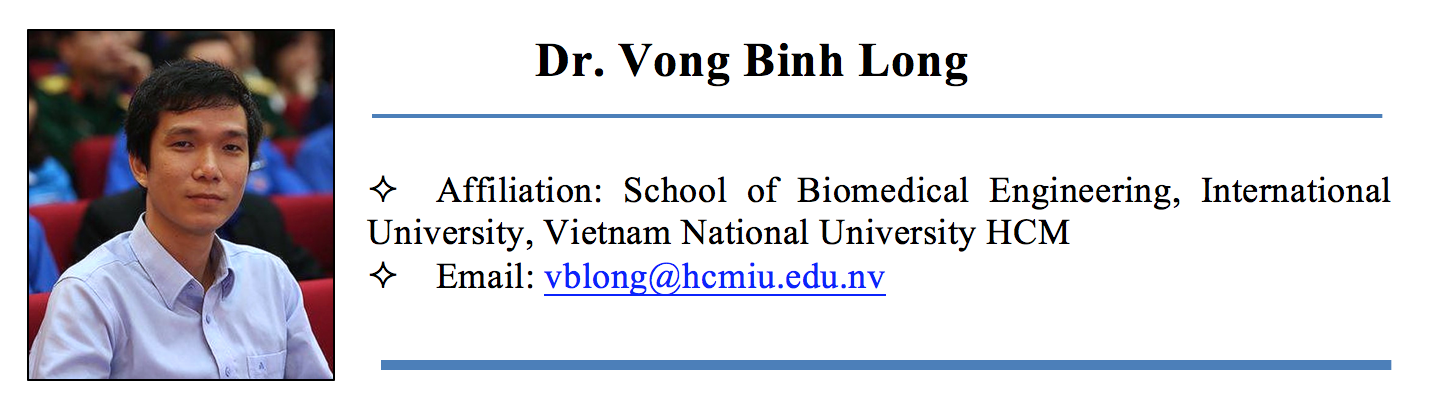 Dr. Vong Binh Long
✧ Affiliation: School of Biomedical Engineering, International
University, Vietnam National University HCM
✧ Email: vblong@hcmiu.edu.nv